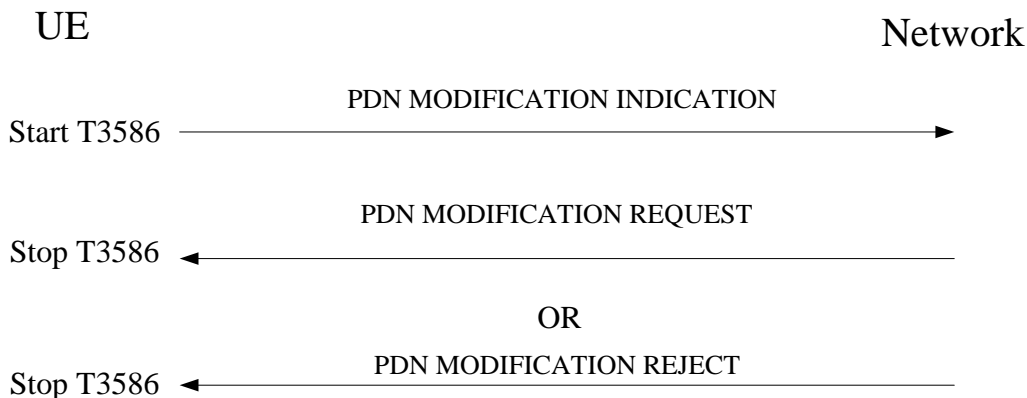 UE
Network
PDN MODIFICATION INDICATION
Start T3586
PDN MODIFICATION REQUEST
Stop T3586
OR
PDN MODIFICATION REJECT
Stop T3586